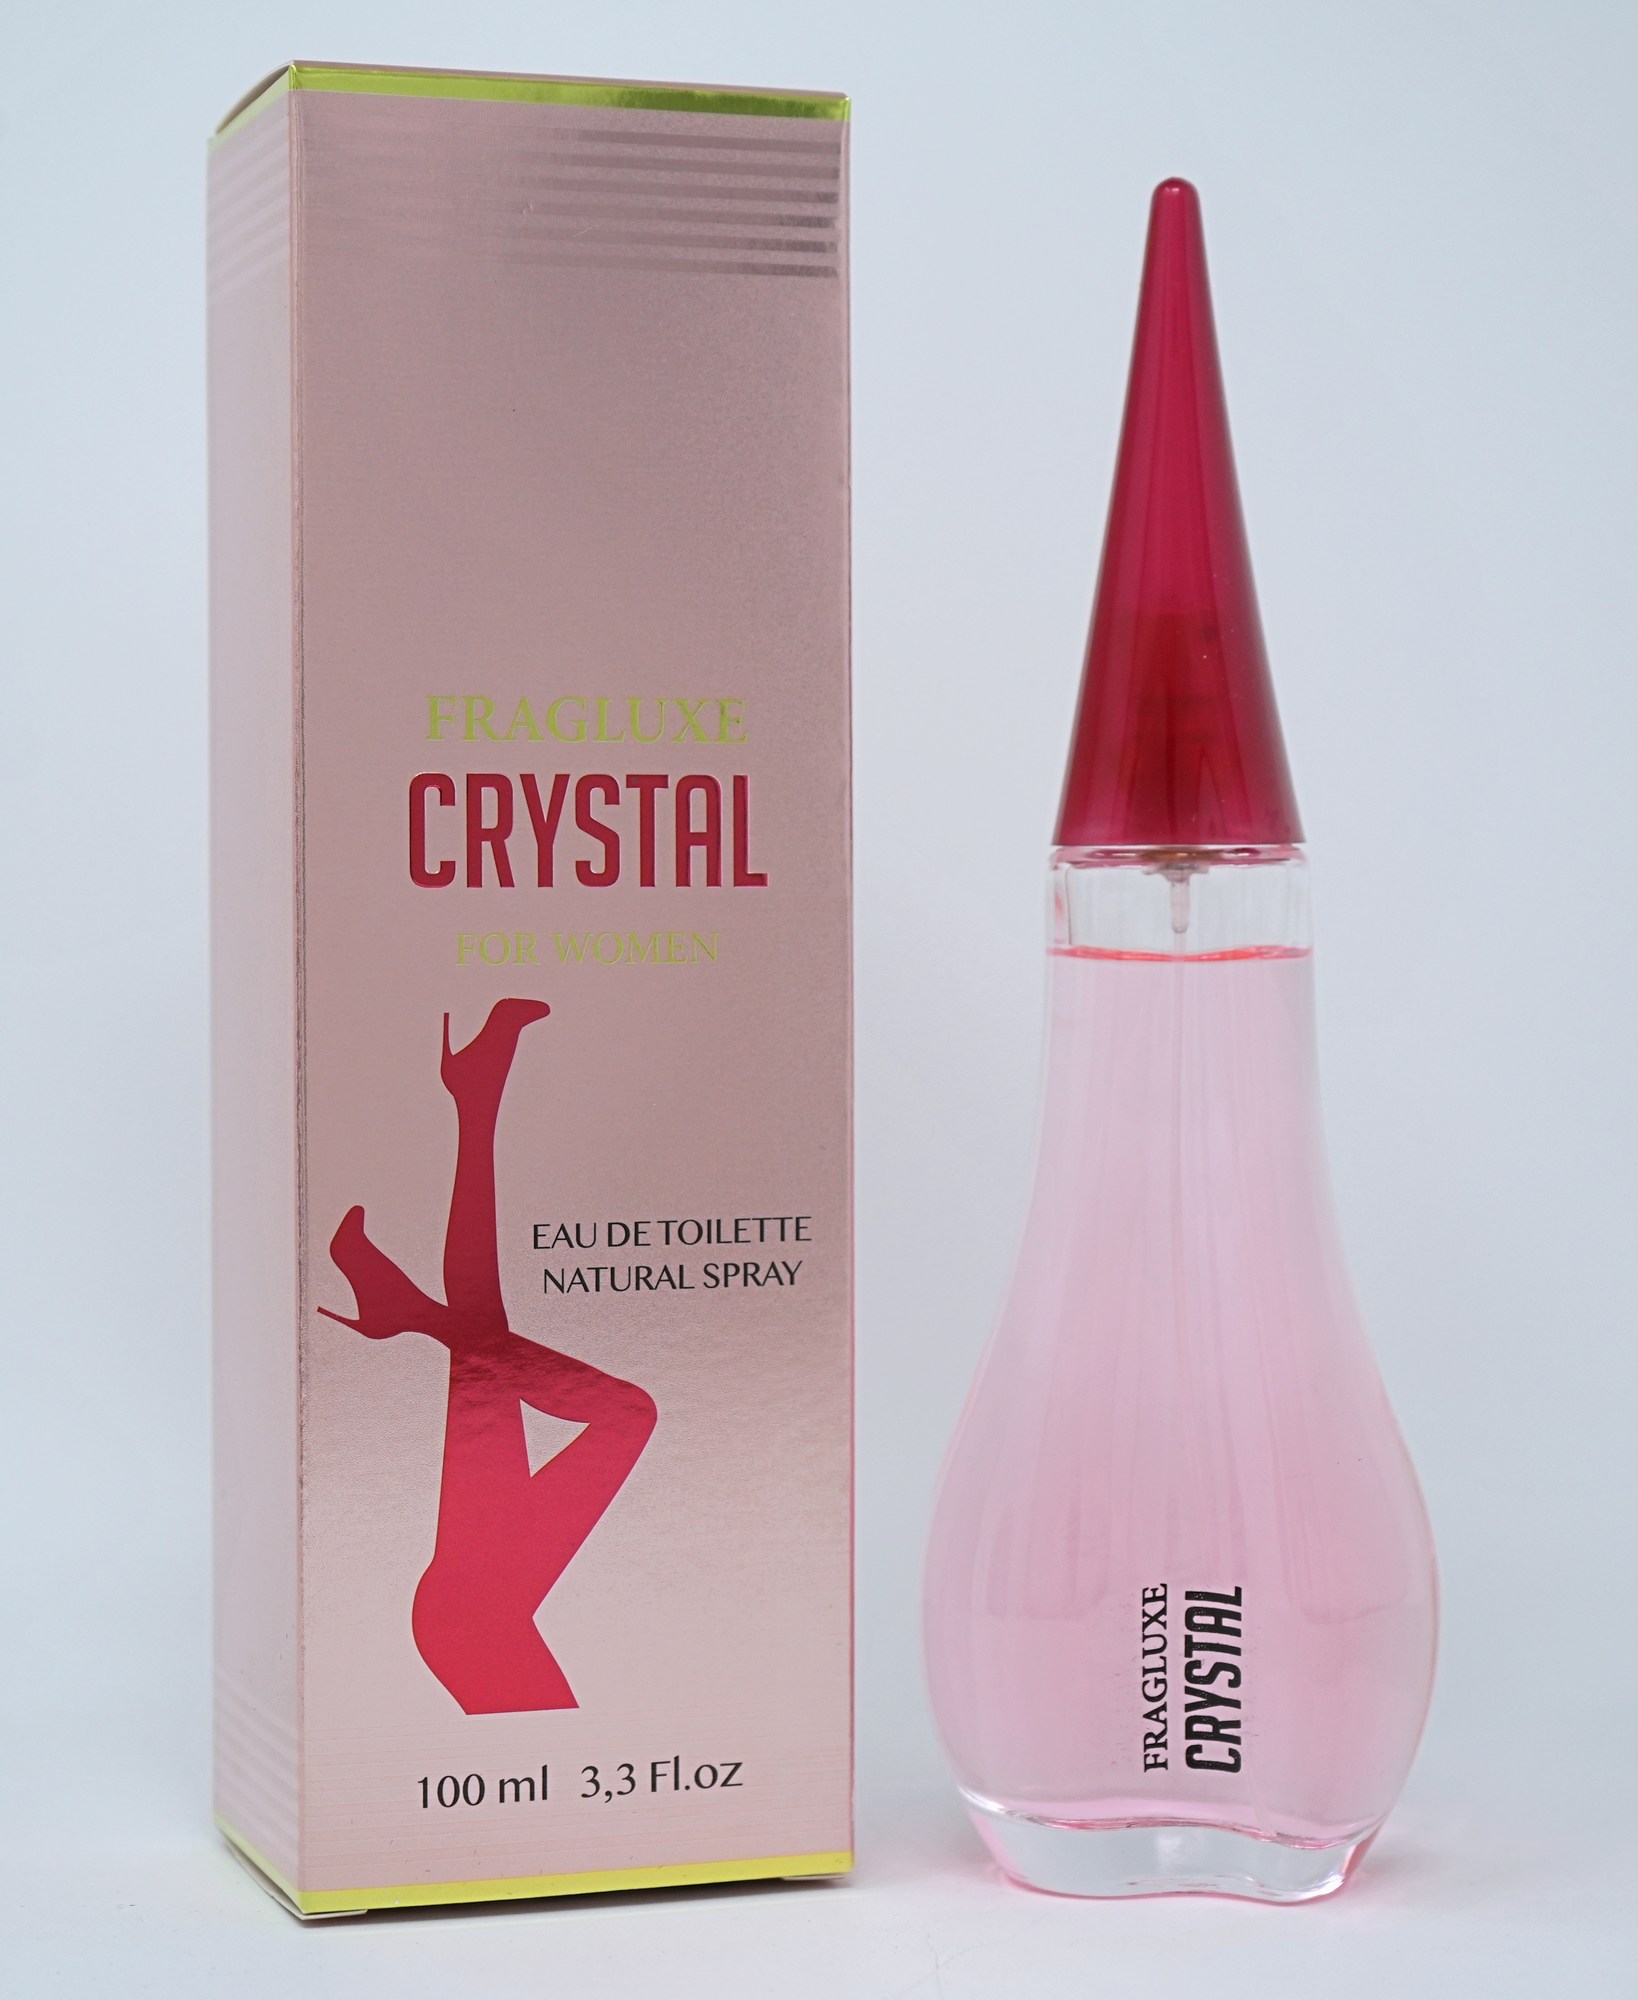 FRAGLUXE
CRYSTAL
FOR WOMEN
EAU DE TOILETTE
NATURAL SPRAY
100 ml 3,3 Fl.oz
FRAGLUXE
CRYSTAL